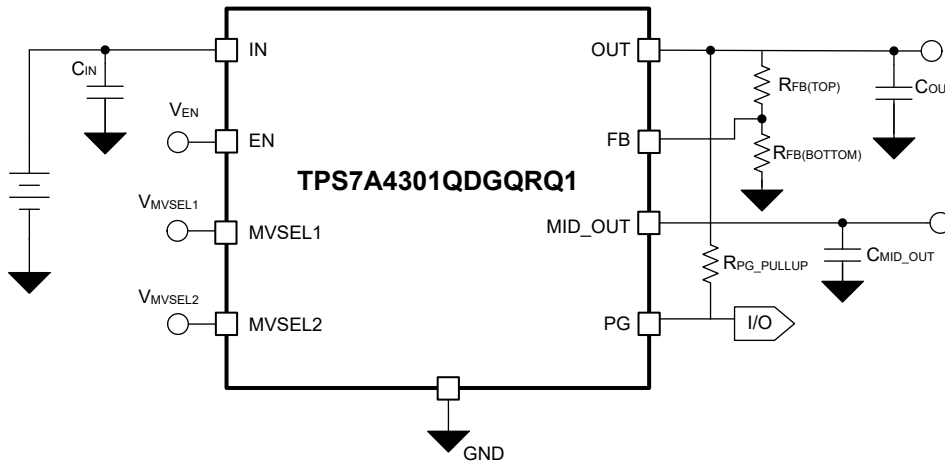 IN
OUT
CIN
RFB(TOP)
COU
VEN
EN
FB
RFB(BOTTOM)
TPS7A4301QDGQRQ1
VMVSEL1
MVSEL1
MID_OUT
CMID_OUT
RPG_PULLUP
VMVSEL2
MVSEL2
PG
I/O
GND